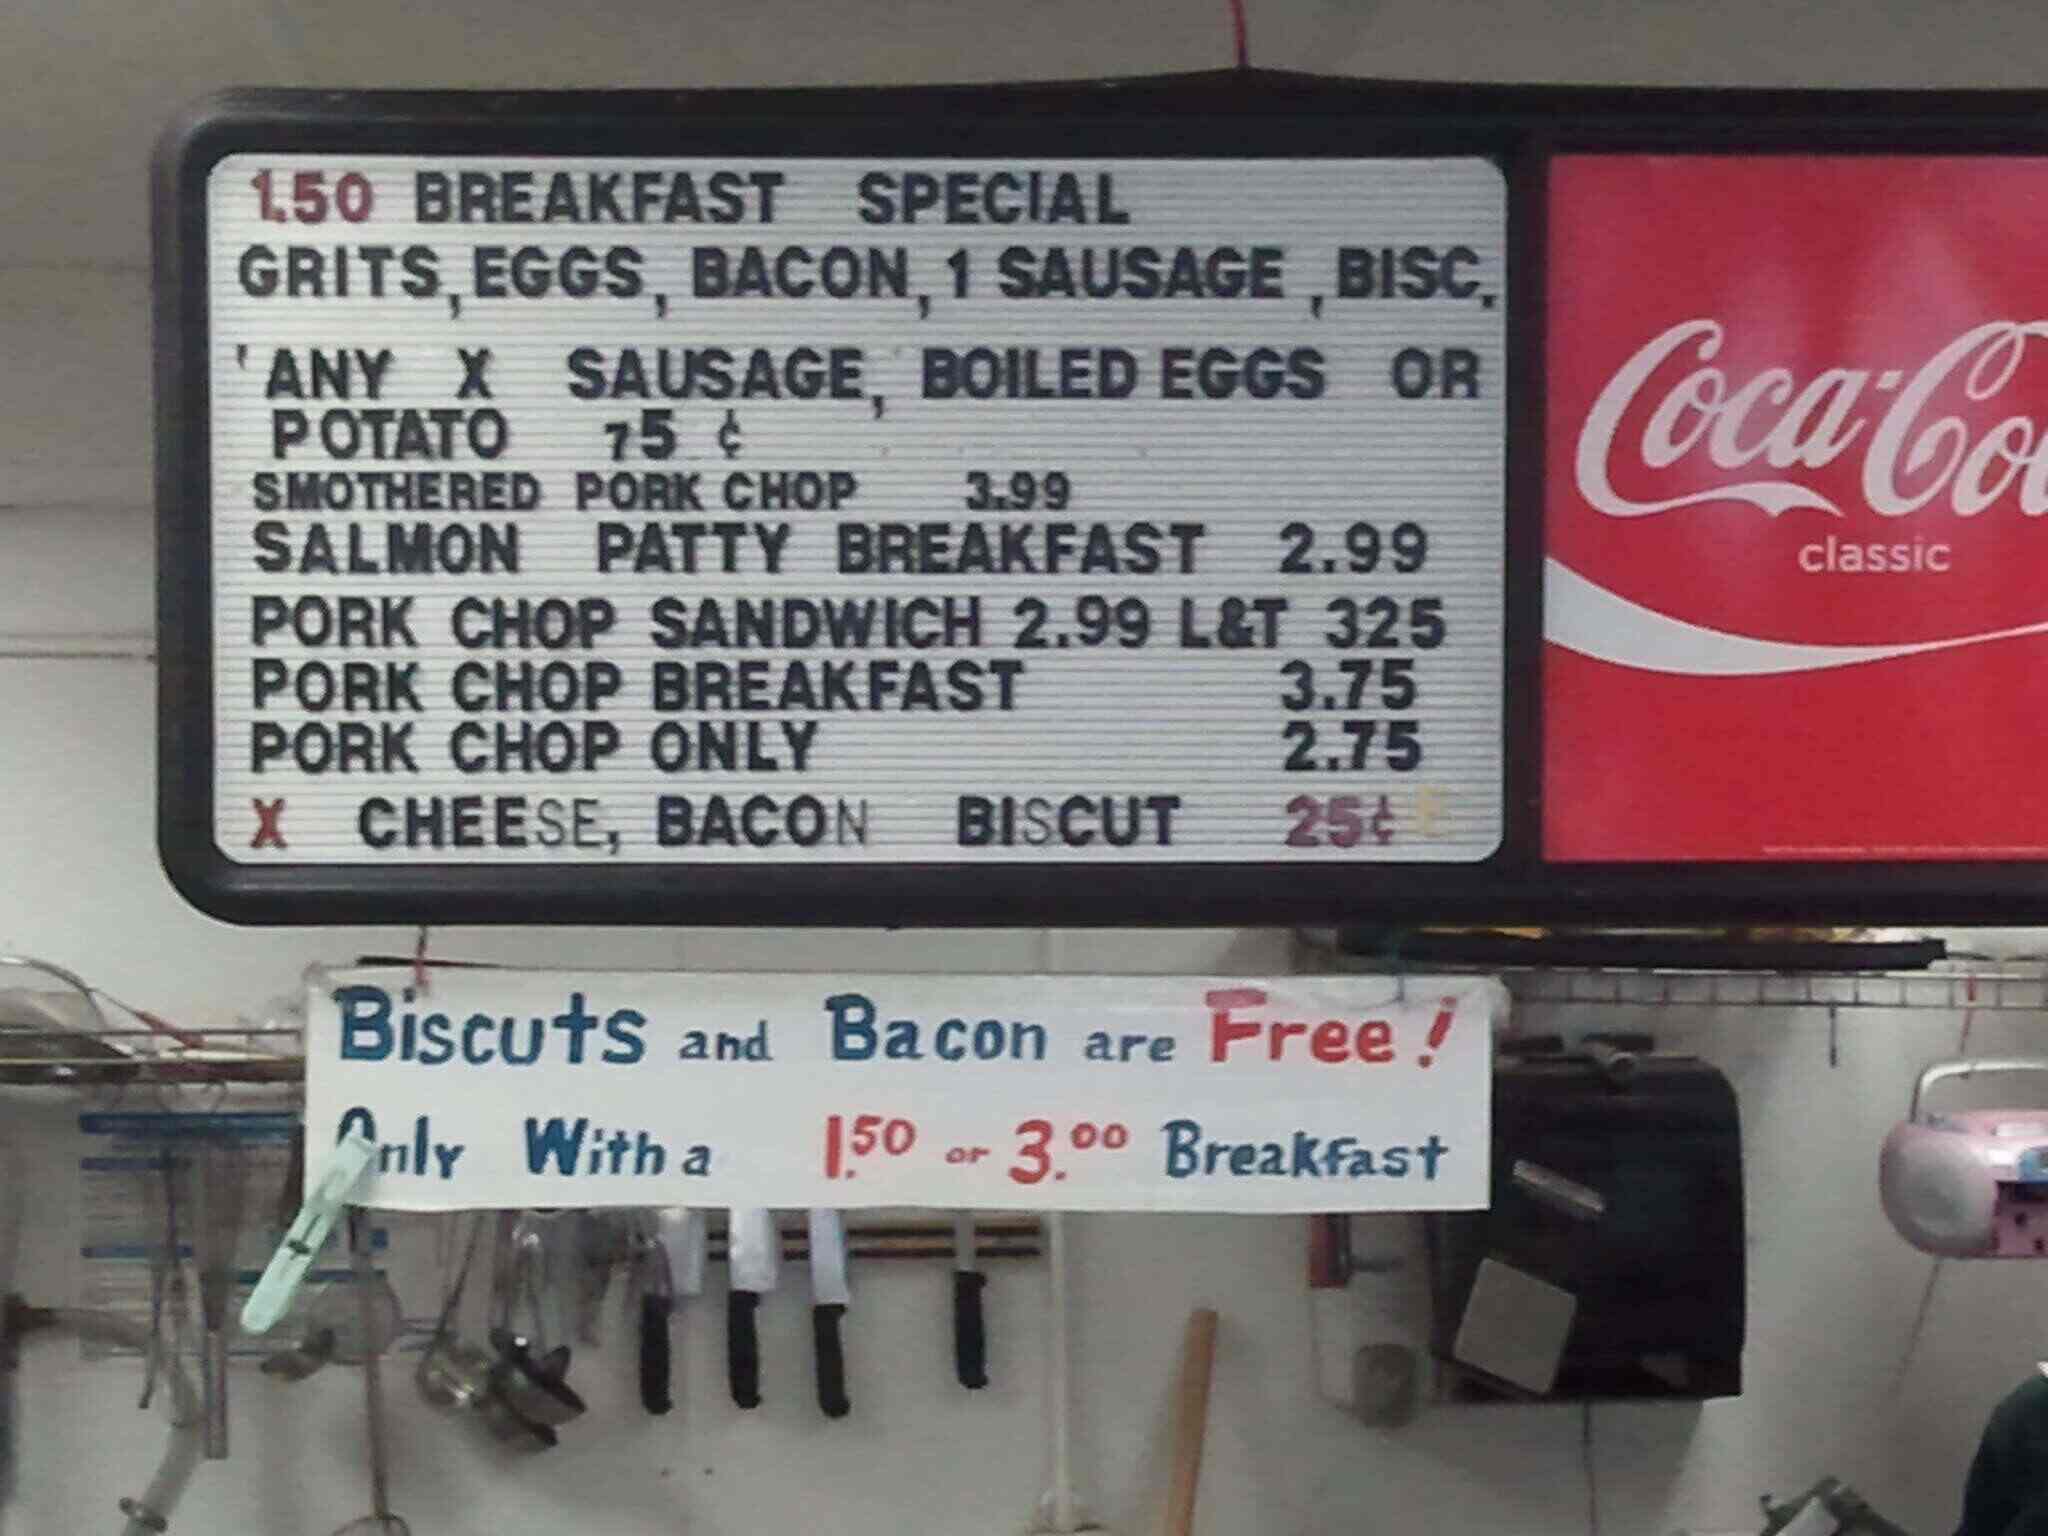 1.50 BREAKFAST SPECIAL
GRITS, EGGS, BACON, 1 SAUSAGE, BISC.
'ANY X SAUSAGE, BOILED EGGS OR
POTATO 75 ¢
SMOTHERED PORK CHOP 3.99
SALMON PATTY BREAKFAST 2.99
PORK CHOP SANDWICH 2.99 L&T 325
PORK CHOP BREAKFAST 3.75
PORK CHOP ONLY 2.75
X CHEESE, BACON BISCUT 25¢ E
Coca-Co
classic
Biscuts and Bacon are Free!
Only With a 1.50 or 3.00 Breakfast